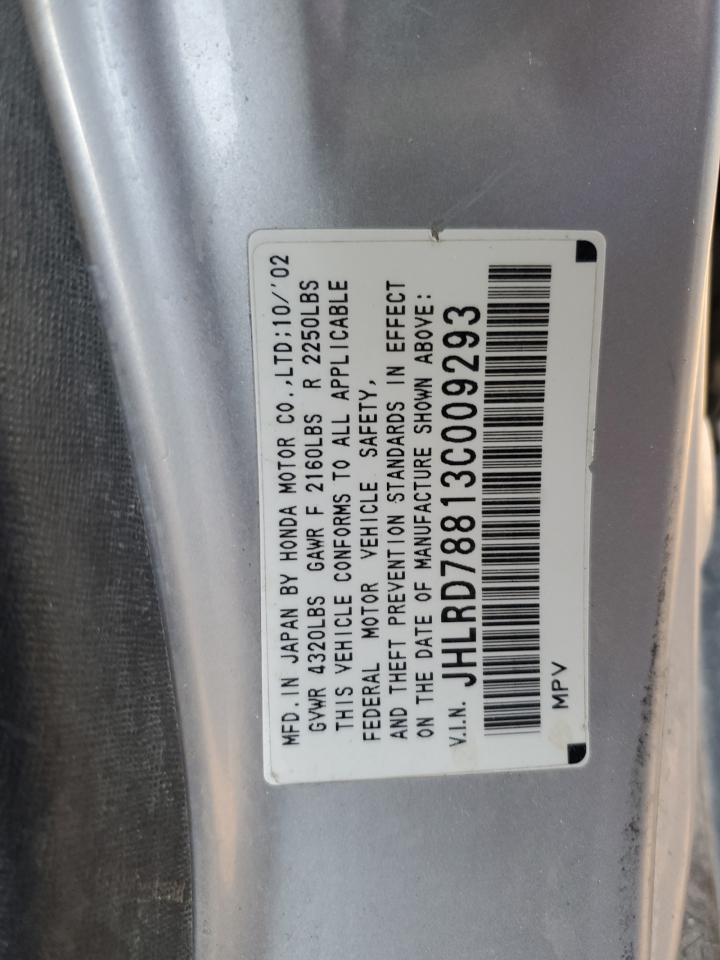 MFD. IN JAPAN BY HONDA MOTOR CO.,LTD;10/'02
GVWR 4320LBS GAWR F 2160LBS R 2250LBS
THIS VEHICLE CONFORMS TO ALL APPLICABLE
FEDERAL MOTOR VEHICLE SAFETY,
AND THEFT PREVENTION STANDARDS IN EFFECT
ON THE DATE OF MANUFACTURE SHOWN ABOVE:
V.I.N. JHLRD78813C009293
MPV